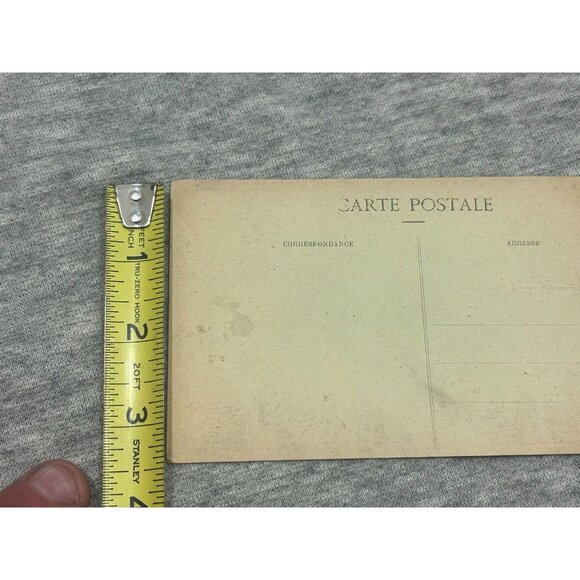 CARTE POSTALE
CORRESPONDANCE
ADRESSE
FEET
INCH
1
TRU-ZERO HOOK
2
20FT
3
STANLEY
4